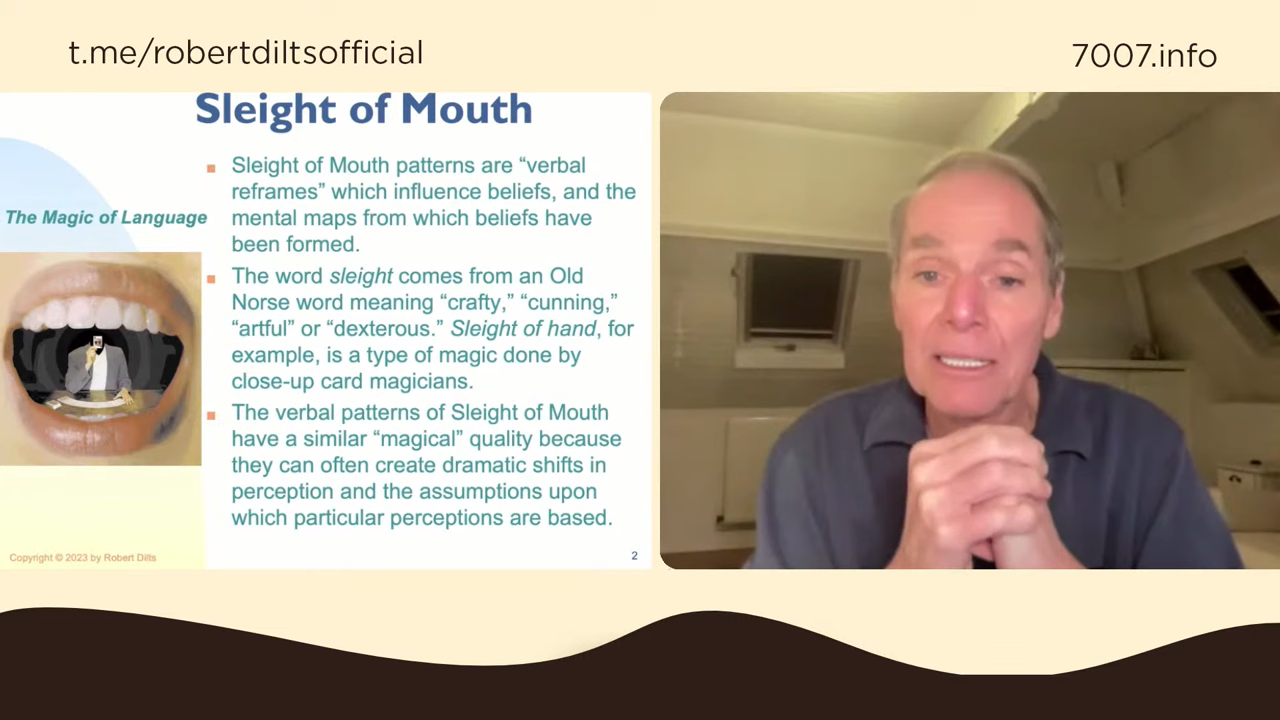 t.me/robertdiltsofficial
7007.info
Sleight of Mouth
The Magic of Language
Sleight of Mouth patterns are “verbal
reframes” which influence beliefs, and the
mental maps from which beliefs have
been formed.
The word sleight comes from an Old
Norse word meaning “crafty,” “cunning,”
“artful” or “dexterous.” Sleight of hand, for
example, is a type of magic done by
close-up card magicians.
The verbal patterns of Sleight of Mouth
have a similar “magical” quality because
they can often create dramatic shifts in
perception and the assumptions upon
which particular perceptions are based.
Copyright © 2023 by Robert Dilts
2